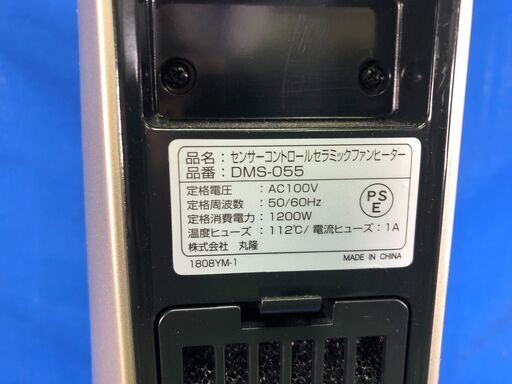 品名：センサーコントロールセラミックファンヒーター
品番：DMS-055
定格電圧：AC100V
定格周波数：50/60Hz
定格消費電力：1200W
温度ヒューズ：112℃/電流ヒューズ：1A
株式会社 丸隆
PS
E
1808YM-1
MADE IN CHINA